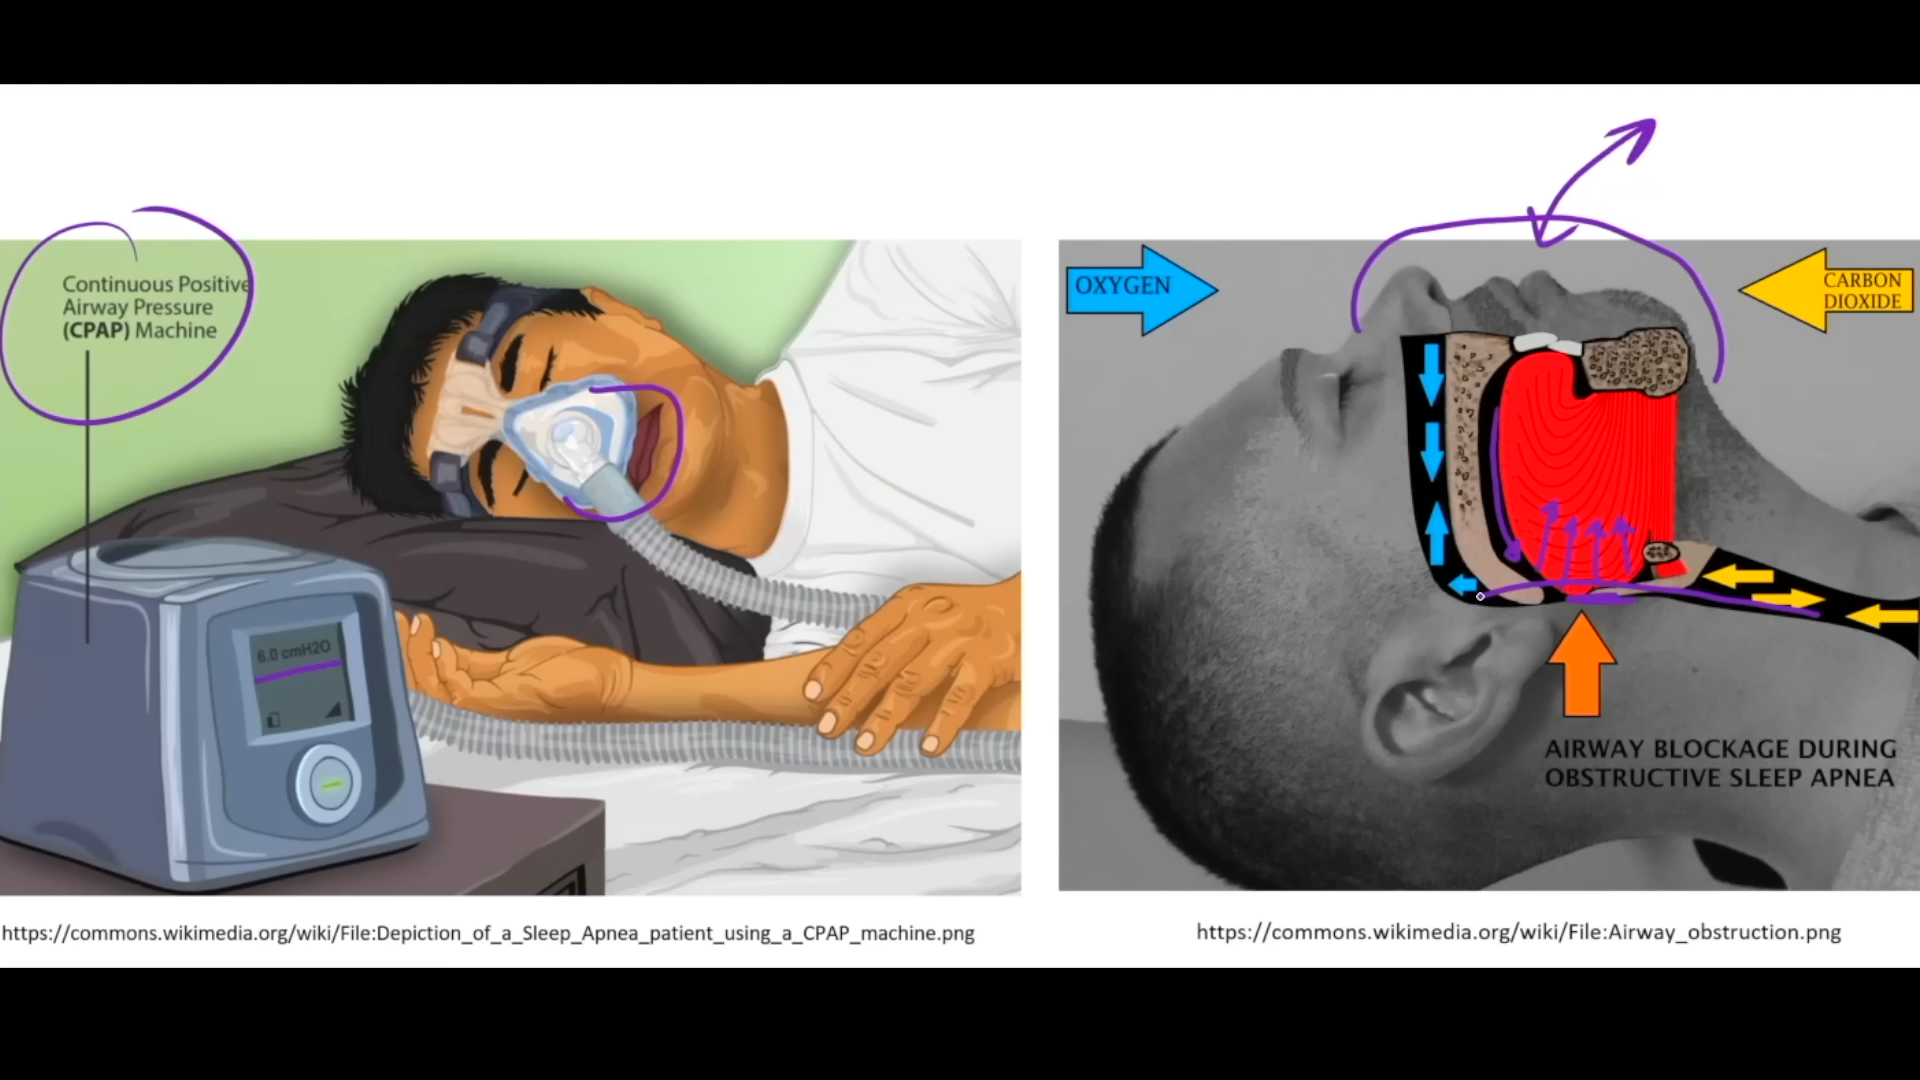 Continuous Positive
Airway Pressure
(CPAP) Machine
6.0 cmH2O
https://commons.wikimedia.org/wiki/File:Depiction_of_a_Sleep_Apnea_patient_using_a_CPAP_machine.png
OXYGEN
CARBON
DIOXIDE
AIRWAY BLOCKAGE DURING
OBSTRUCTIVE SLEEP APNEA
https://commons.wikimedia.org/wiki/File:Airway_obstruction.png